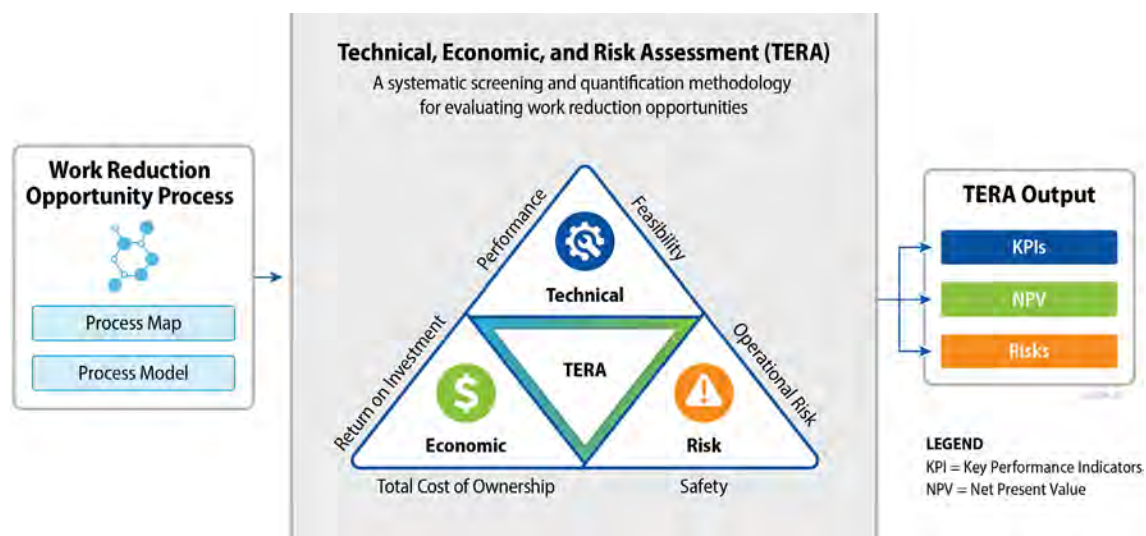 Technical, Economic, and Risk Assessment (TERA)
A systematic screening and quantification methodology
for evaluating work reduction opportunities
Work Reduction
Opportunity Process
Process Map
Process Model
Performance
Feasibility
Technical
Return on Investment
TERA
Operational Risk
$
Economic
Risk
Total Cost of Ownership
Safety
TERA Output
KPIs
NPV
Risks
LEGEND
KPI = Key Performance Indicators
NPV = Net Present Value